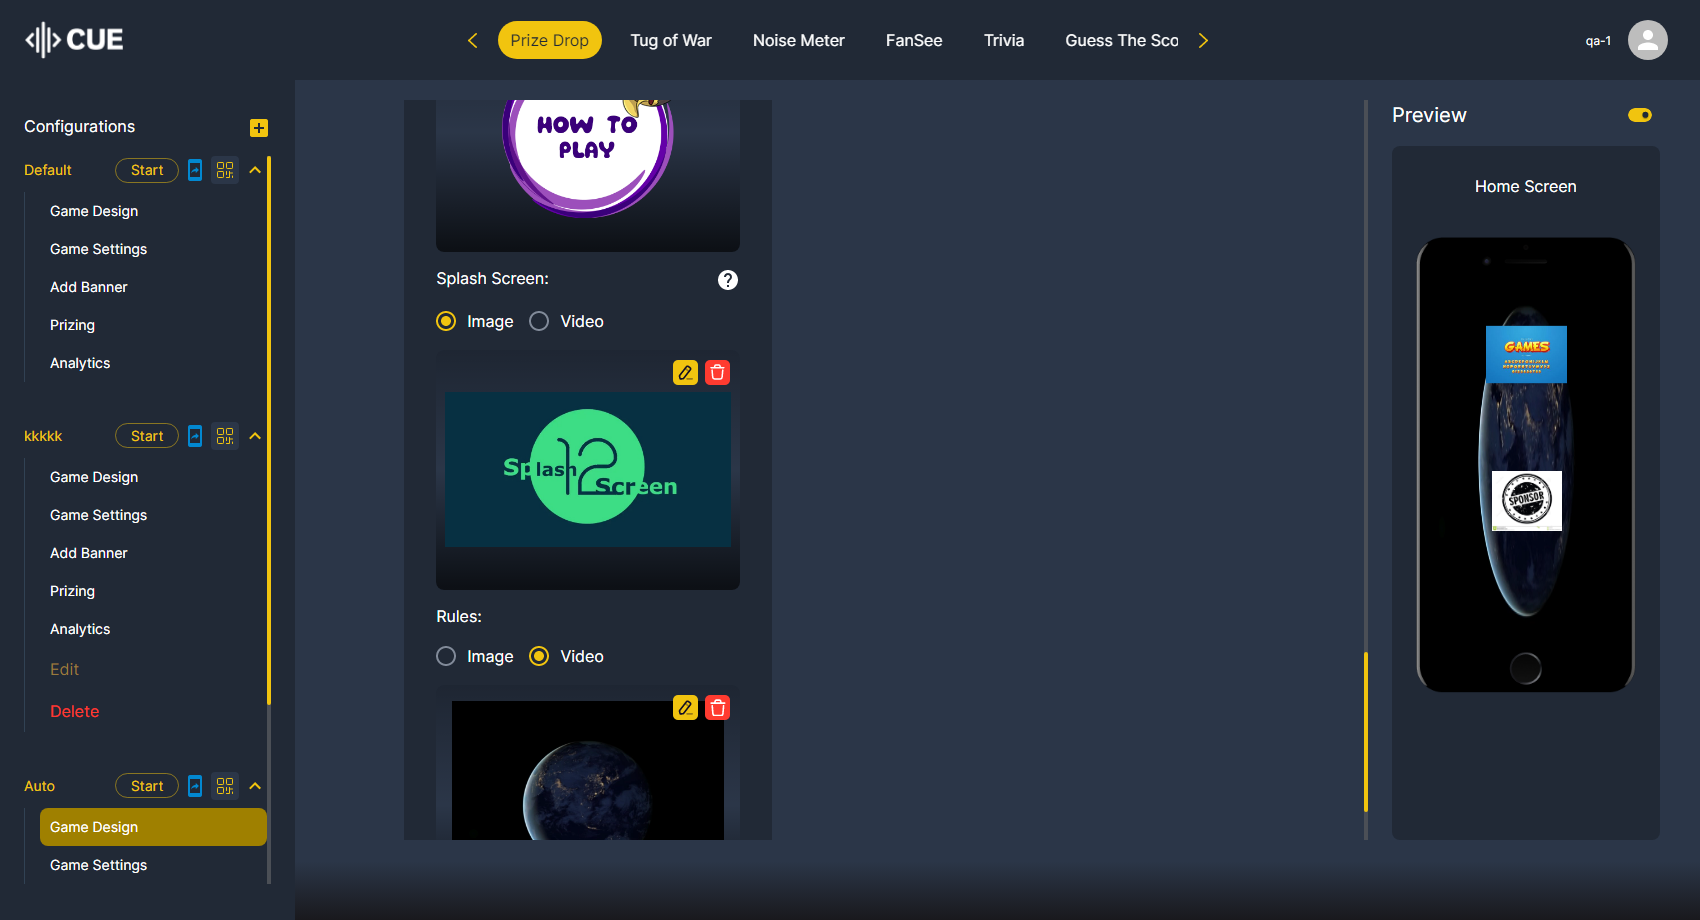 CUE
Prize Drop
Tug of War
Noise Meter
FanSee
Trivia
Guess The Sco
qa-1
Configurations
Default
Start
Game Design
Game Settings
Add Banner
Prizing
Analytics
kkkkk
Start
Game Design
Game Settings
Add Banner
Prizing
Analytics
Edit
Delete
Auto
Start
Game Design
Game Settings
HOW TO
PLAY
Splash Screen:
?
Image
Video
Splash 12
Screen
Rules:
Image
Video
Preview
Home Screen
GAMES
SPONSOR